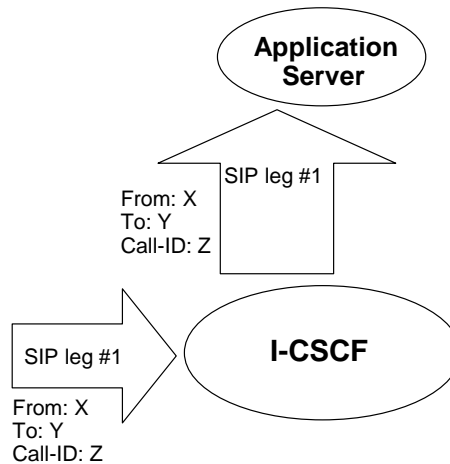 Application
Server
SIP leg #1
From: X
To: Y
Call-ID: Z
I-CSCF
SIP leg #1
From: X
To: Y
Call-ID: Z